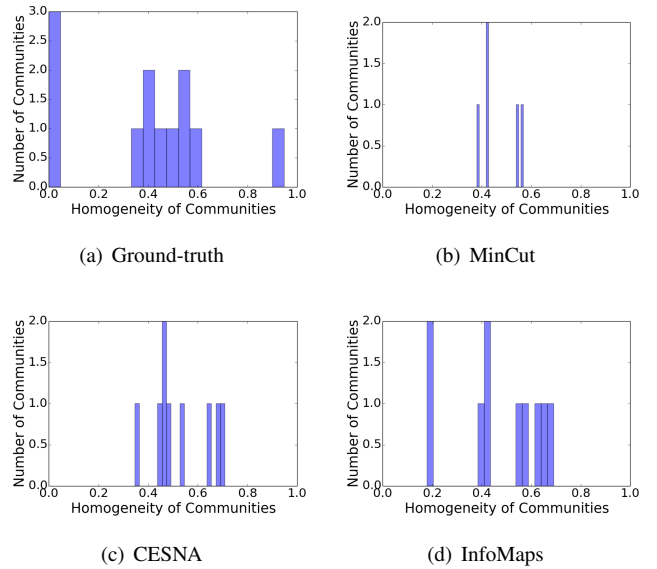 3.0
2.5
2.0
1.5
1.0
0.5
0.0
Number of Communities
0.0 0.2 0.4 0.6 0.8 1.0
Homogeneity of Communities
(a) Ground-truth
2.0
1.5
1.0
0.5
0.0
Number of Communities
0.0 0.2 0.4 0.6 0.8 1.0
Homogeneity of Communities
(b) MinCut
2.0
1.5
1.0
0.5
0.0
Number of Communities
0.0 0.2 0.4 0.6 0.8 1.0
Homogeneity of Communities
(c) CESNA
2.0
1.5
1.0
0.5
0.0
Number of Communities
0.0 0.2 0.4 0.6 0.8 1.0
Homogeneity of Communities
(d) InfoMaps